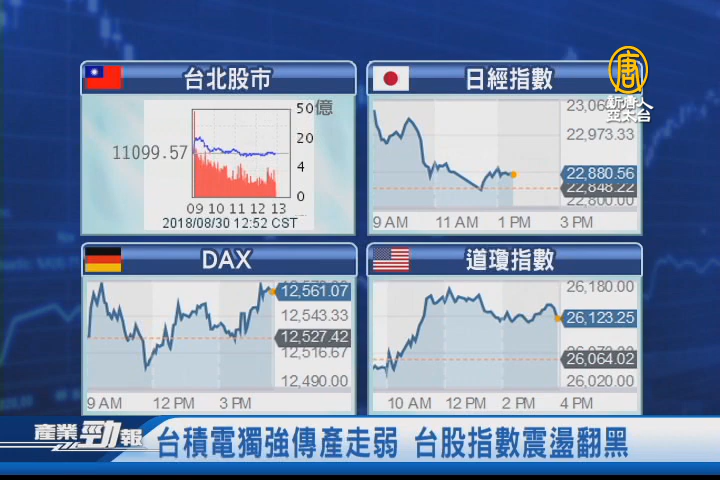 台北股市
50億
20
11099.57
4
0
09 10 11 12 13
2018/08/30 12:52 CST
日經指數
唐
新唐人
亞太台
22,973.33
22,880.56
22,848.22
22,800.00
9 AM 11 AM 1 PM 3 PM
DAX
12,561.07
12,543.33
12,527.42
12,516.67
12,490.00
9 AM 12 PM 3 PM
道瓊指數
26,180.00
26,123.25
26,064.02
26,020.00
10 AM 12 PM 2 PM 4 PM
產業勁報
台積電獨強傳產走弱 台股指數震盪翻黑